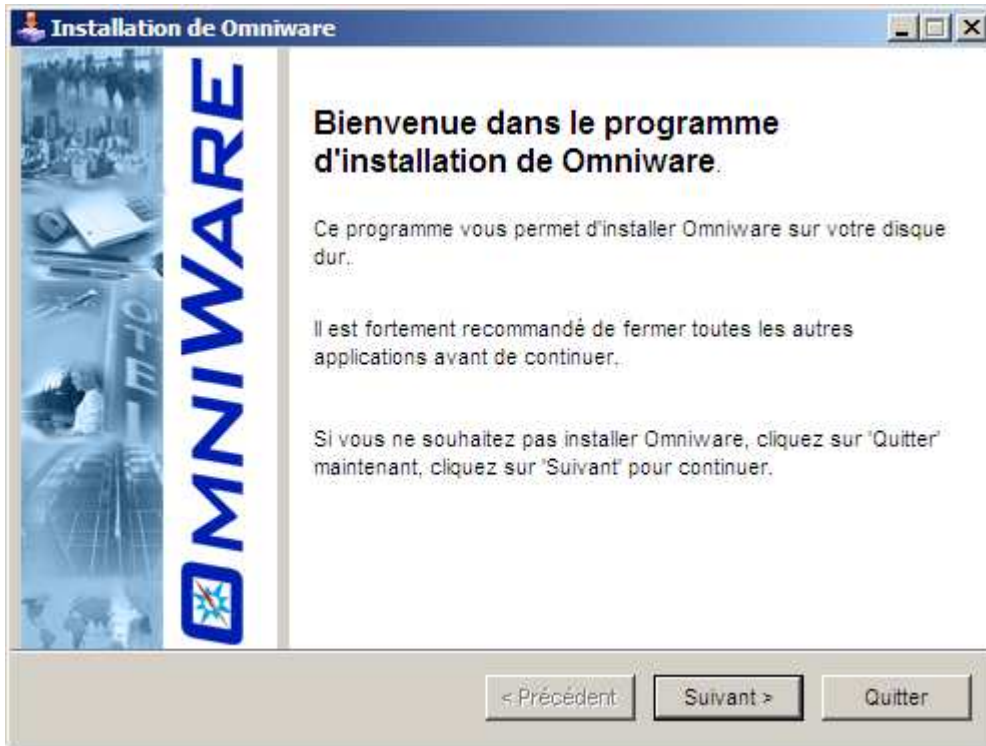 Installation de Omniware
OMNIWARE
Bienvenue dans le programme
d'installation de Omniware.
Ce programme vous permet d'installer Omniware sur votre disque
dur.
Il est fortement recommandé de fermer toutes les autres
applications avant de continuer.
Si vous ne souhaitez pas installer Omniware, cliquez sur 'Quitter'
maintenant, cliquez sur 'Suivant' pour continuer.
< Précédent
Suivant >
Quitter